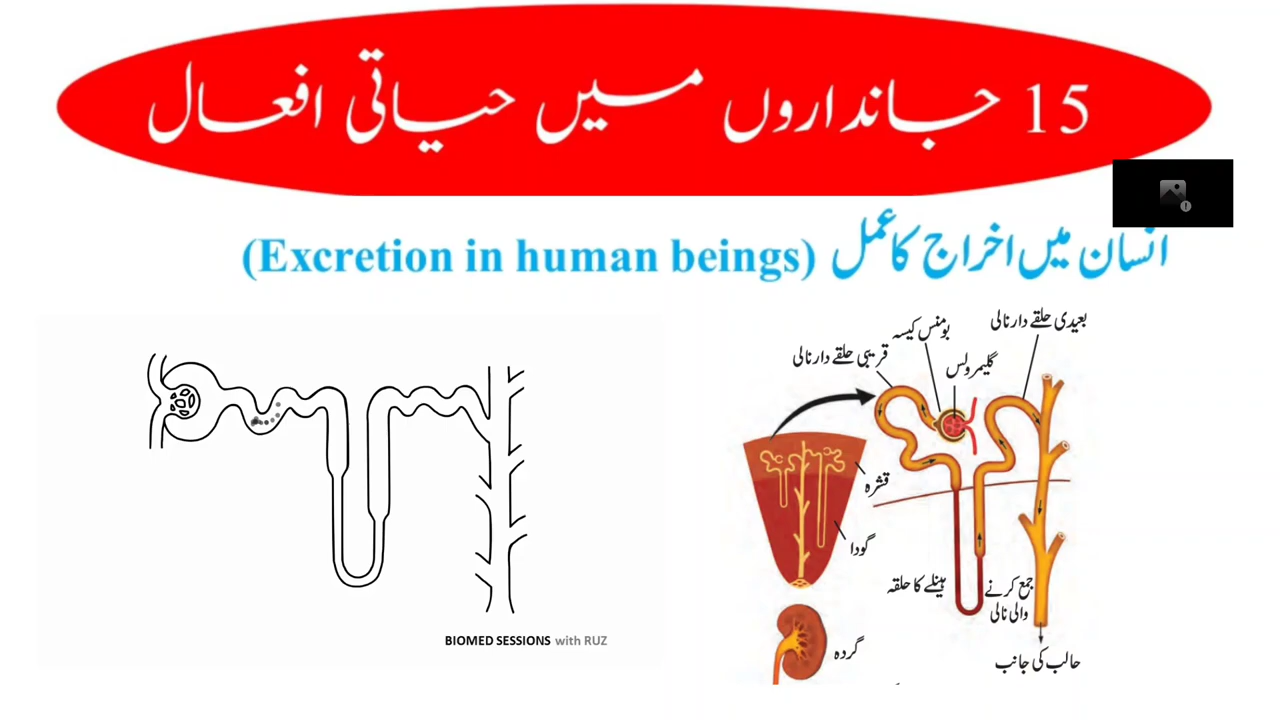 15 جانداروں میں حیاتی افعال
انسان میں اخراج کا عمل (Excretion in human beings)
بعیدی حلقے دار نالی
بومنس کیسہ
قریبی حلقے دار نالی
گلیمرولس
قشرہ
گودا
ہینلے کا حلقہ
جمع کرنے
والی نالی
گردہ
حالب کی جانب
BIOMED SESSIONS with RUZ